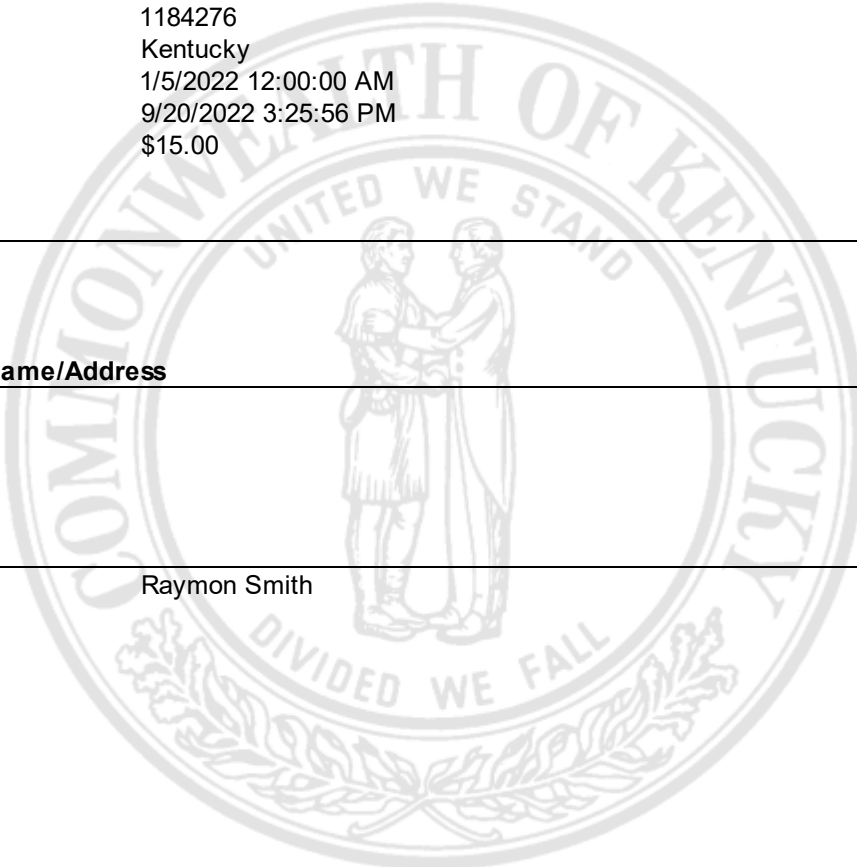 1184276
Kentucky
1/5/2022 12:00:00 AM
9/20/2022 3:25:56 PM
$15.00
COMMONWEALTH OF KENTUCKY
UNITED WE STAND
ame/Address
Raymon Smith
DIVIDED WE FALL